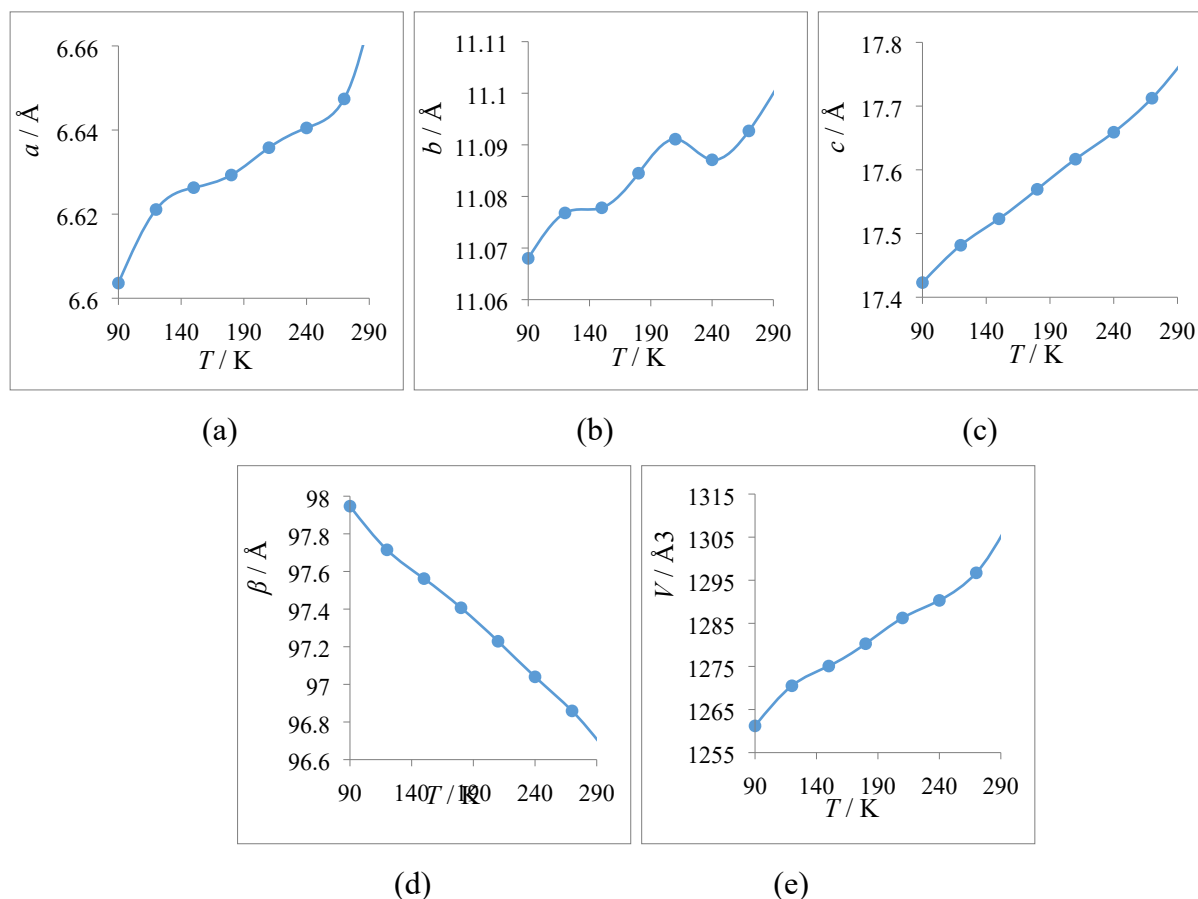 6.66
6.64
6.62
6.6
a / Å
90 140 190 240 290
T / K
11.11
11.1
11.09
11.08
11.07
11.06
b / Å
90 140 190 240 290
T / K
17.8
17.7
17.6
17.5
17.4
c / Å
90 140 190 240 290
T / K
(a) (b) (c)
98
97.8
97.6
97.4
97.2
97
96.8
96.6
β / Å
90 140 190 240 290
T / K
1315
1305
1295
1285
1275
1265
1255
V / Å3
90 140 190 240 290
T / K
(d) (e)